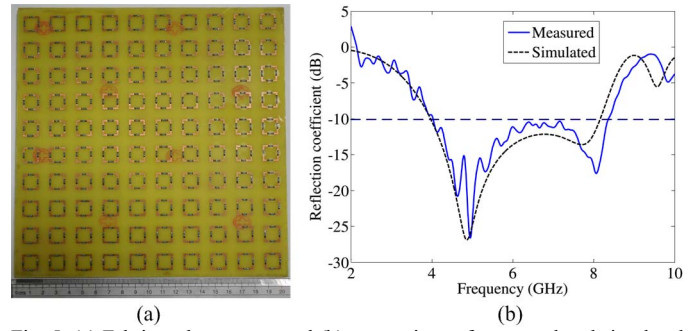 5
0
-5
-10
-15
-20
-25
-30
Reflection coefficient (dB)
Measured
Simulated
2 4 6 8 10
Frequency (GHz)
(a) (b)